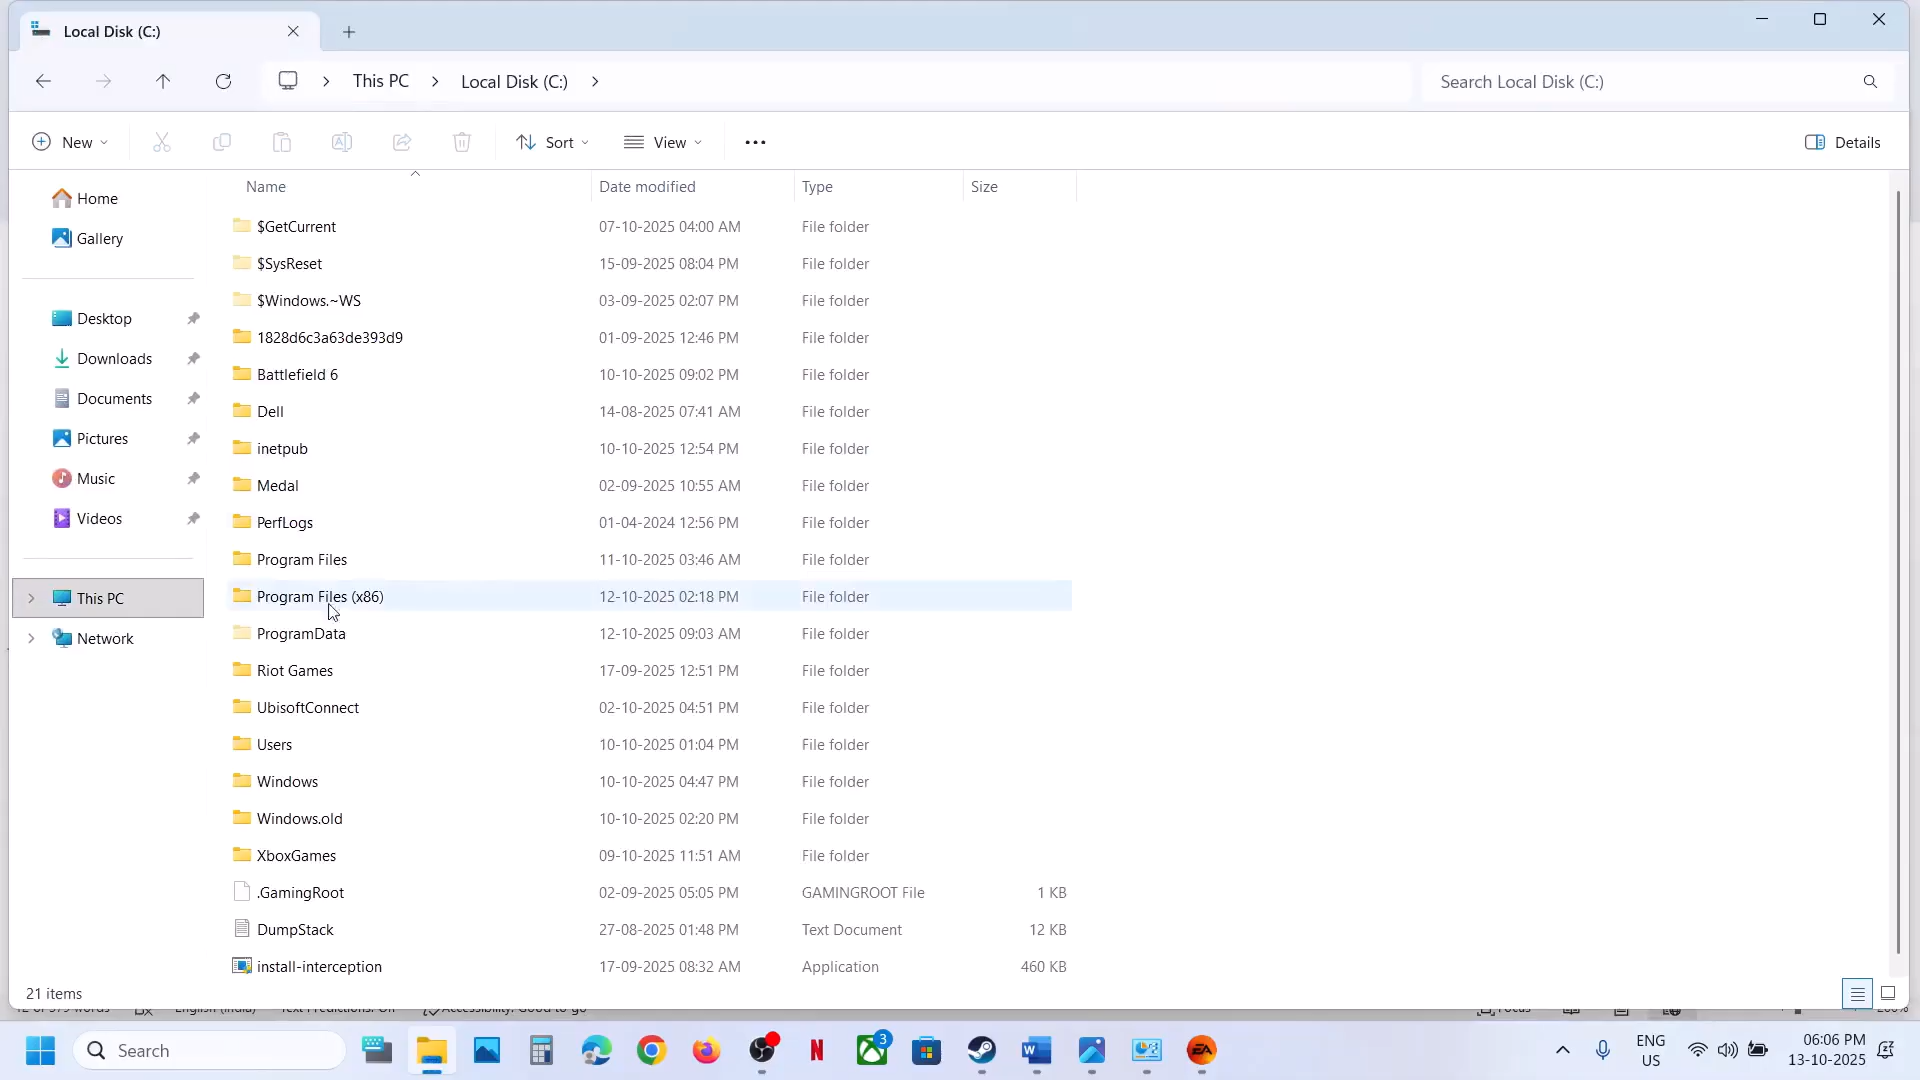 Local Disk (C:)
This PC Local Disk (C:) Search Local Disk (C:)
New Sort View Details
Name Date modified Type Size
Home
Gallery
Desktop
Downloads
Documents
Pictures
Music
Videos
This PC
Network
$GetCurrent 07-10-2025 04:00 AM File folder
$SysReset 15-09-2025 08:04 PM File folder
$Windows.~WS 03-09-2025 02:07 PM File folder
1828d6c3a63de393d9 01-09-2025 12:46 PM File folder
Battlefield 6 10-10-2025 09:02 PM File folder
Dell 14-08-2025 07:41 AM File folder
inetpub 10-10-2025 12:54 PM File folder
Medal 02-09-2025 10:55 AM File folder
PerfLogs 01-04-2024 12:56 PM File folder
Program Files 11-10-2025 03:46 AM File folder
Program Files (x86) 12-10-2025 02:18 PM File folder
ProgramData 12-10-2025 09:03 AM File folder
Riot Games 17-09-2025 12:51 PM File folder
UbisoftConnect 02-10-2025 04:51 PM File folder
Users 10-10-2025 01:04 PM File folder
Windows 10-10-2025 04:47 PM File folder
Windows.old 10-10-2025 02:20 PM File folder
XboxGames 09-10-2025 11:51 AM File folder
.GamingRoot 02-09-2025 05:05 PM GAMINGROOT File 1 KB
DumpStack 27-08-2025 01:48 PM Text Document 12 KB
install-interception 17-09-2025 08:32 AM Application 460 KB
21 items
Search 3 ENG 06:06 PM
US 13-10-2025